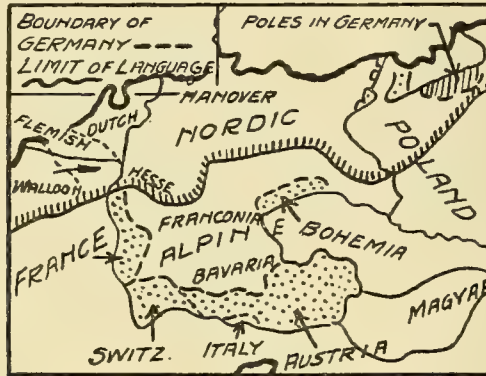 BOUNDARY OF
GERMANY
LIMIT OF LANGUAGE
POLES IN GERMANY
HANOVER
NORDIC
DUTCH
FLEMISH
WALLOON
HESSE
POLAND
FRANCONIA
ALPINE
BOHEMIA
FRANCE
BAVARIA
MAGYAR
SWITZ.
ITALY
AUSTRIA